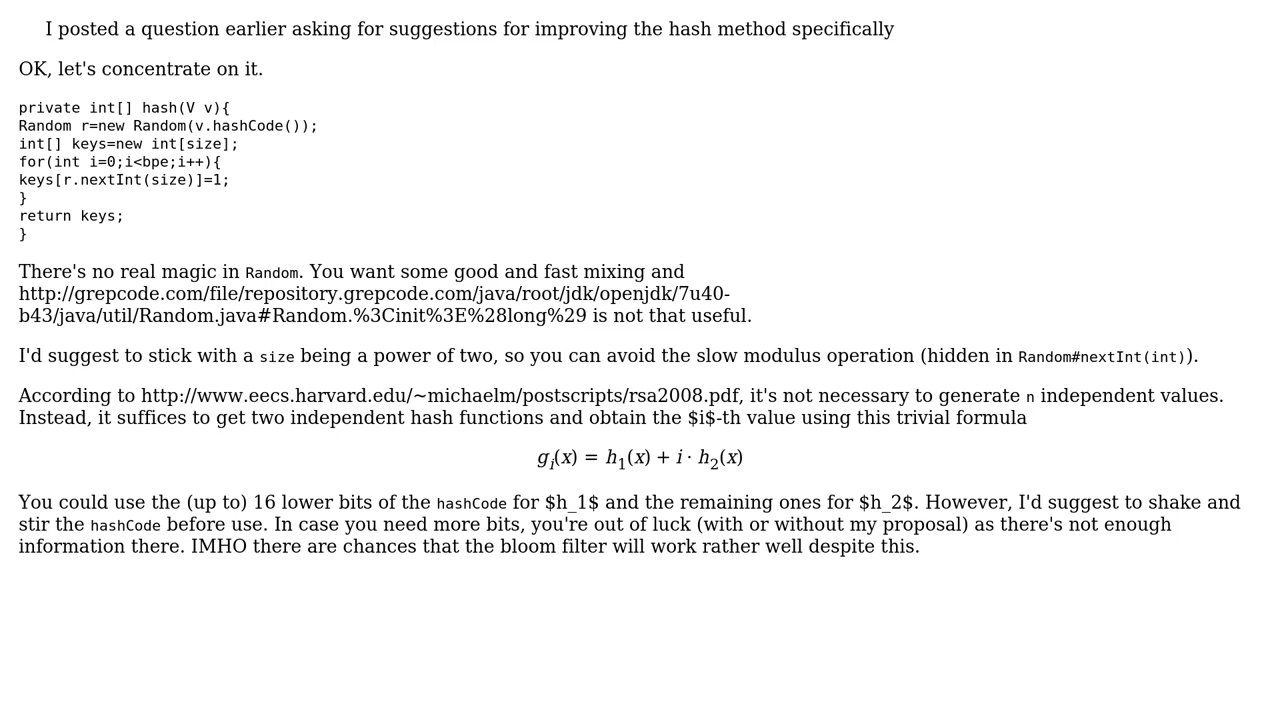 I posted a question earlier asking for suggestions for improving the hash method specifically
OK, let's concentrate on it.
private int[] hash(V v){
Random r=new Random(v.hashCode());
int[] keys=new int[size];
for(int i=0;i<bpe;i++){
keys[r.nextInt(size)]=1;
}
return keys;
}
There's no real magic in Random. You want some good and fast mixing and
http://grepcode.com/file/repository.grepcode.com/java/root/jdk/openjdk/7u40-
b43/java/util/Random.java#Random.%3Cinit%3E%28long%29 is not that useful.
I'd suggest to stick with a size being a power of two, so you can avoid the slow modulus operation (hidden in Random#nextInt(int)).
According to http://www.eecs.harvard.edu/~michaelm/postscripts/rsa2008.pdf, it's not necessary to generate n independent values.
Instead, it suffices to get two independent hash functions and obtain the $i$-th value using this trivial formula
g_i(x) = h_1(x) + i · h_2(x)
You could use the (up to) 16 lower bits of the hashCode for $h_1$ and the remaining ones for $h_2$. However, I'd suggest to shake and
stir the hashCode before use. In case you need more bits, you're out of luck (with or without my proposal) as there's not enough
information there. IMHO there are chances that the bloom filter will work rather well despite this.